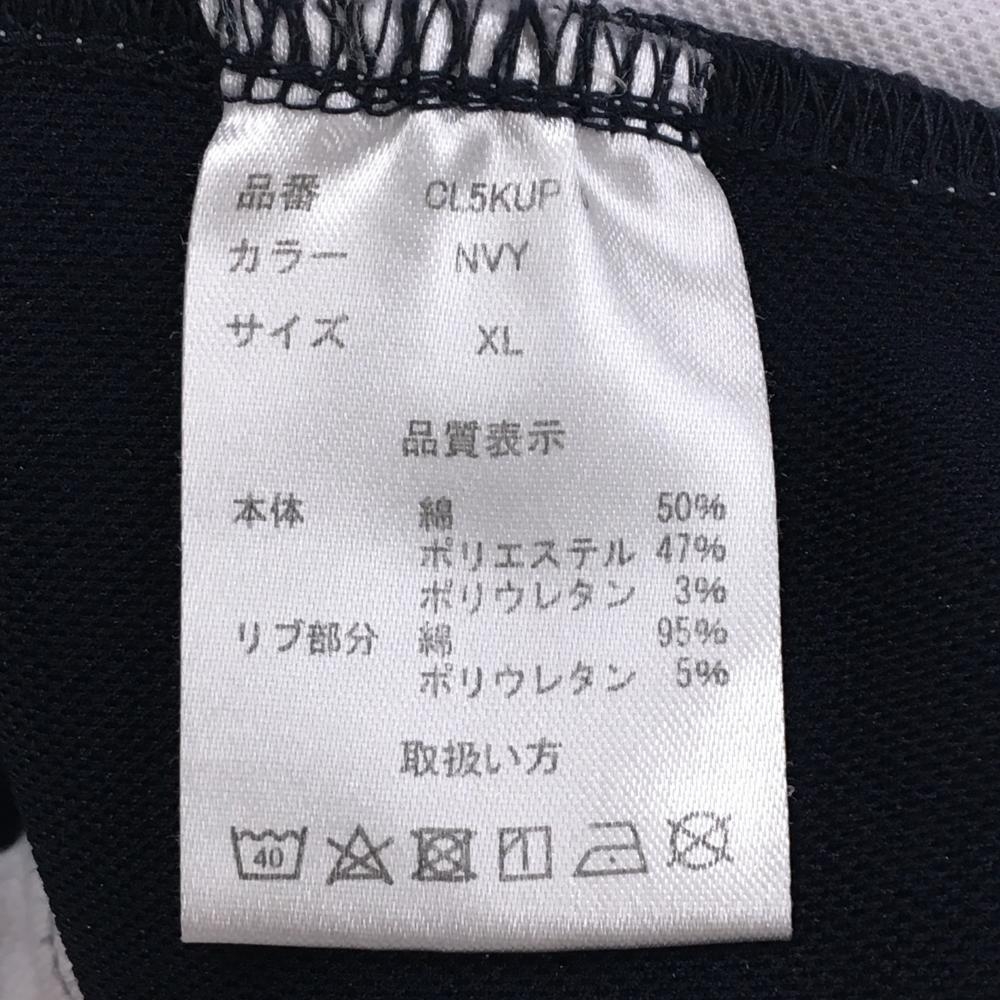 品番 CL5KUP
カラー NVY
サイズ XL
品質表示
本体 綿 50%
ポリエステル 47%
ポリウレタン 3%
リブ部分 綿 95%
ポリウレタン 5%
取扱い方
40